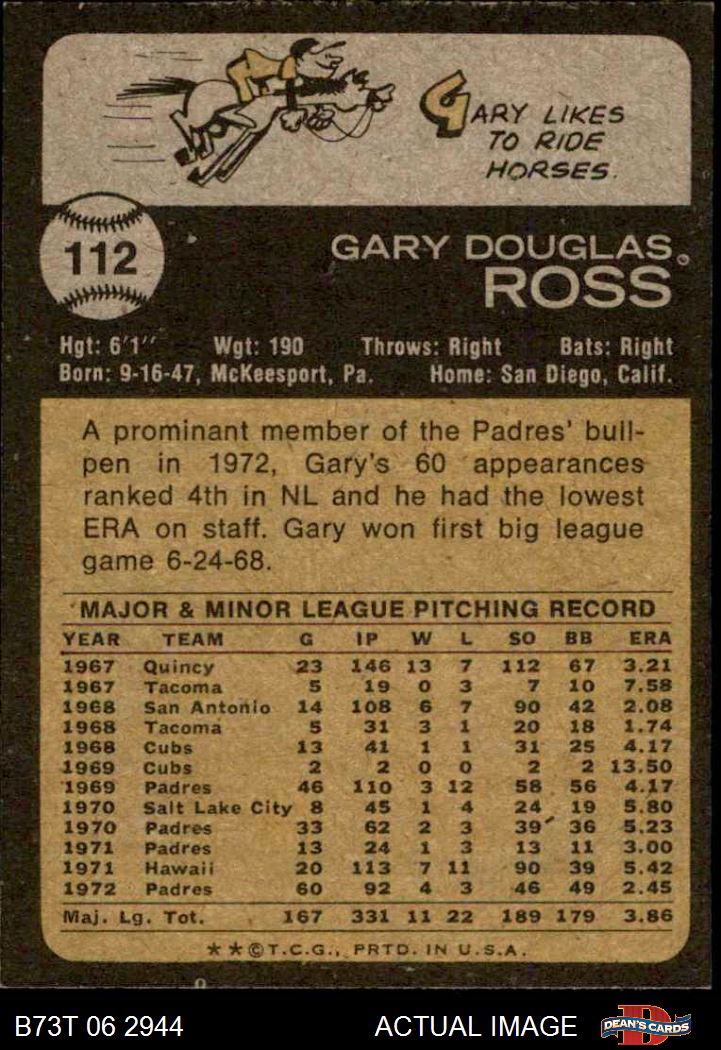 GARY LIKES
TO RIDE
HORSES.
112
GARY DOUGLAS
ROSS
Hgt: 6'1" Wgt: 190 Throws: Right Bats: Right
Born: 9-16-47, McKeesport, Pa. Home: San Diego, Calif.
A prominant member of the Padres' bull-
pen in 1972, Gary's 60 appearances
ranked 4th in NL and he had the lowest
ERA on staff. Gary won first big league
game 6-24-68.
MAJOR & MINOR LEAGUE PITCHING RECORD
YEAR TEAM G IP W L SO BB ERA
1967 Quincy 23 146 13 7 112 67 3.21
1967 Tacoma 5 19 0 3 7 10 7.58
1968 San Antonio 14 108 6 7 90 42 2.08
1968 Tacoma 5 31 3 1 20 18 1.74
1968 Cubs 13 41 1 1 31 25 4.17
1969 Cubs 2 2 0 0 2 2 13.50
1969 Padres 46 110 3 12 58 56 4.17
1970 Salt Lake City 8 45 1 4 24 19 5.80
1970 Padres 33 62 2 3 39 36 5.23
1971 Padres 13 24 1 3 13 11 3.00
1971 Hawaii 20 113 7 11 90 39 5.42
1972 Padres 60 92 4 3 46 49 2.45
Maj. Lg. Tot. 167 331 11 22 189 179 3.86
**©T.C.G., PRTD. IN U.S.A.
B73T 06 2944 ACTUAL IMAGE D DEAN'S CARDS